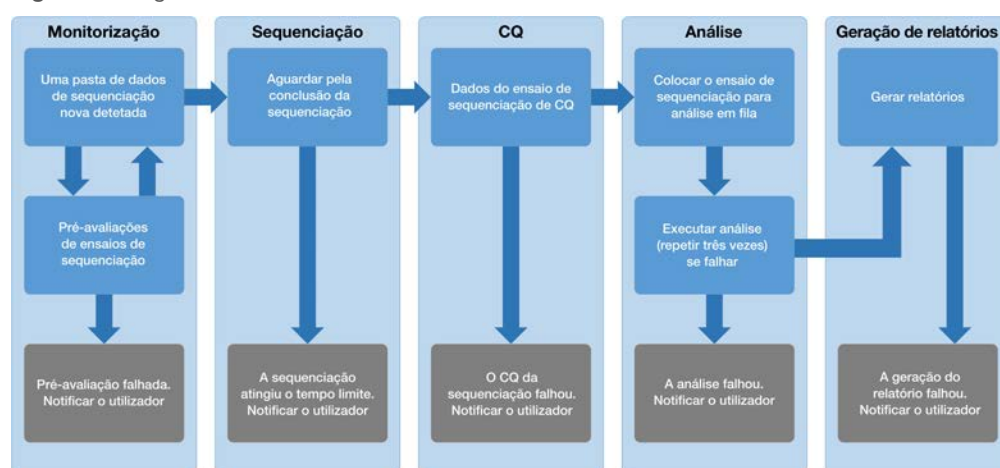 Monitorização
Uma pasta de dados
de sequenciação
nova detetada
Pré-avaliações
de ensaios de
sequenciação
Pré-avaliação falhada.
Notificar o utilizador
Sequenciação
Aguardar pela
conclusão da
sequenciação
A sequenciação
atingiu o tempo limite.
Notificar o utilizador
CQ
Dados do ensaio de
sequenciação de CQ
O CQ da
sequenciação falhou.
Notificar o utilizador
Análise
Colocar o ensaio de
sequenciação para
análise em fila
Executar análise
(repetir três vezes)
se falhar
A análise falhou.
Notificar o utilizador
Geração de relatórios
Gerar relatórios
A geração do
relatório falhou.
Notificar o utilizador